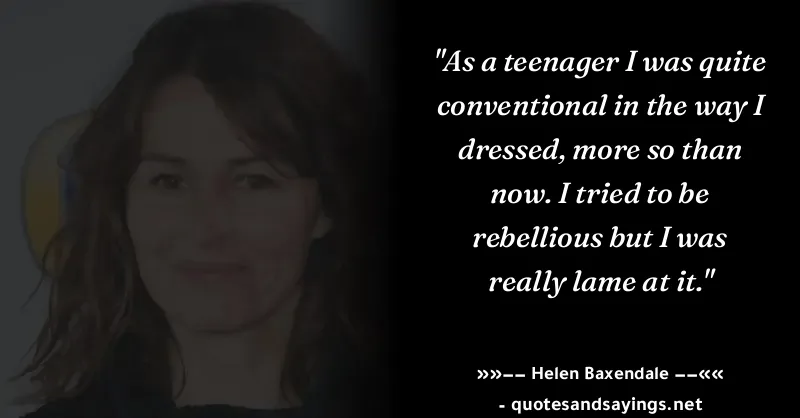 "As a teenager I was quite
conventional in the way I
dressed, more so than
now. I tried to be
rebellious but I was
really lame at it."
»»−− Helen Baxendale −−««
- quotesandsayings.net